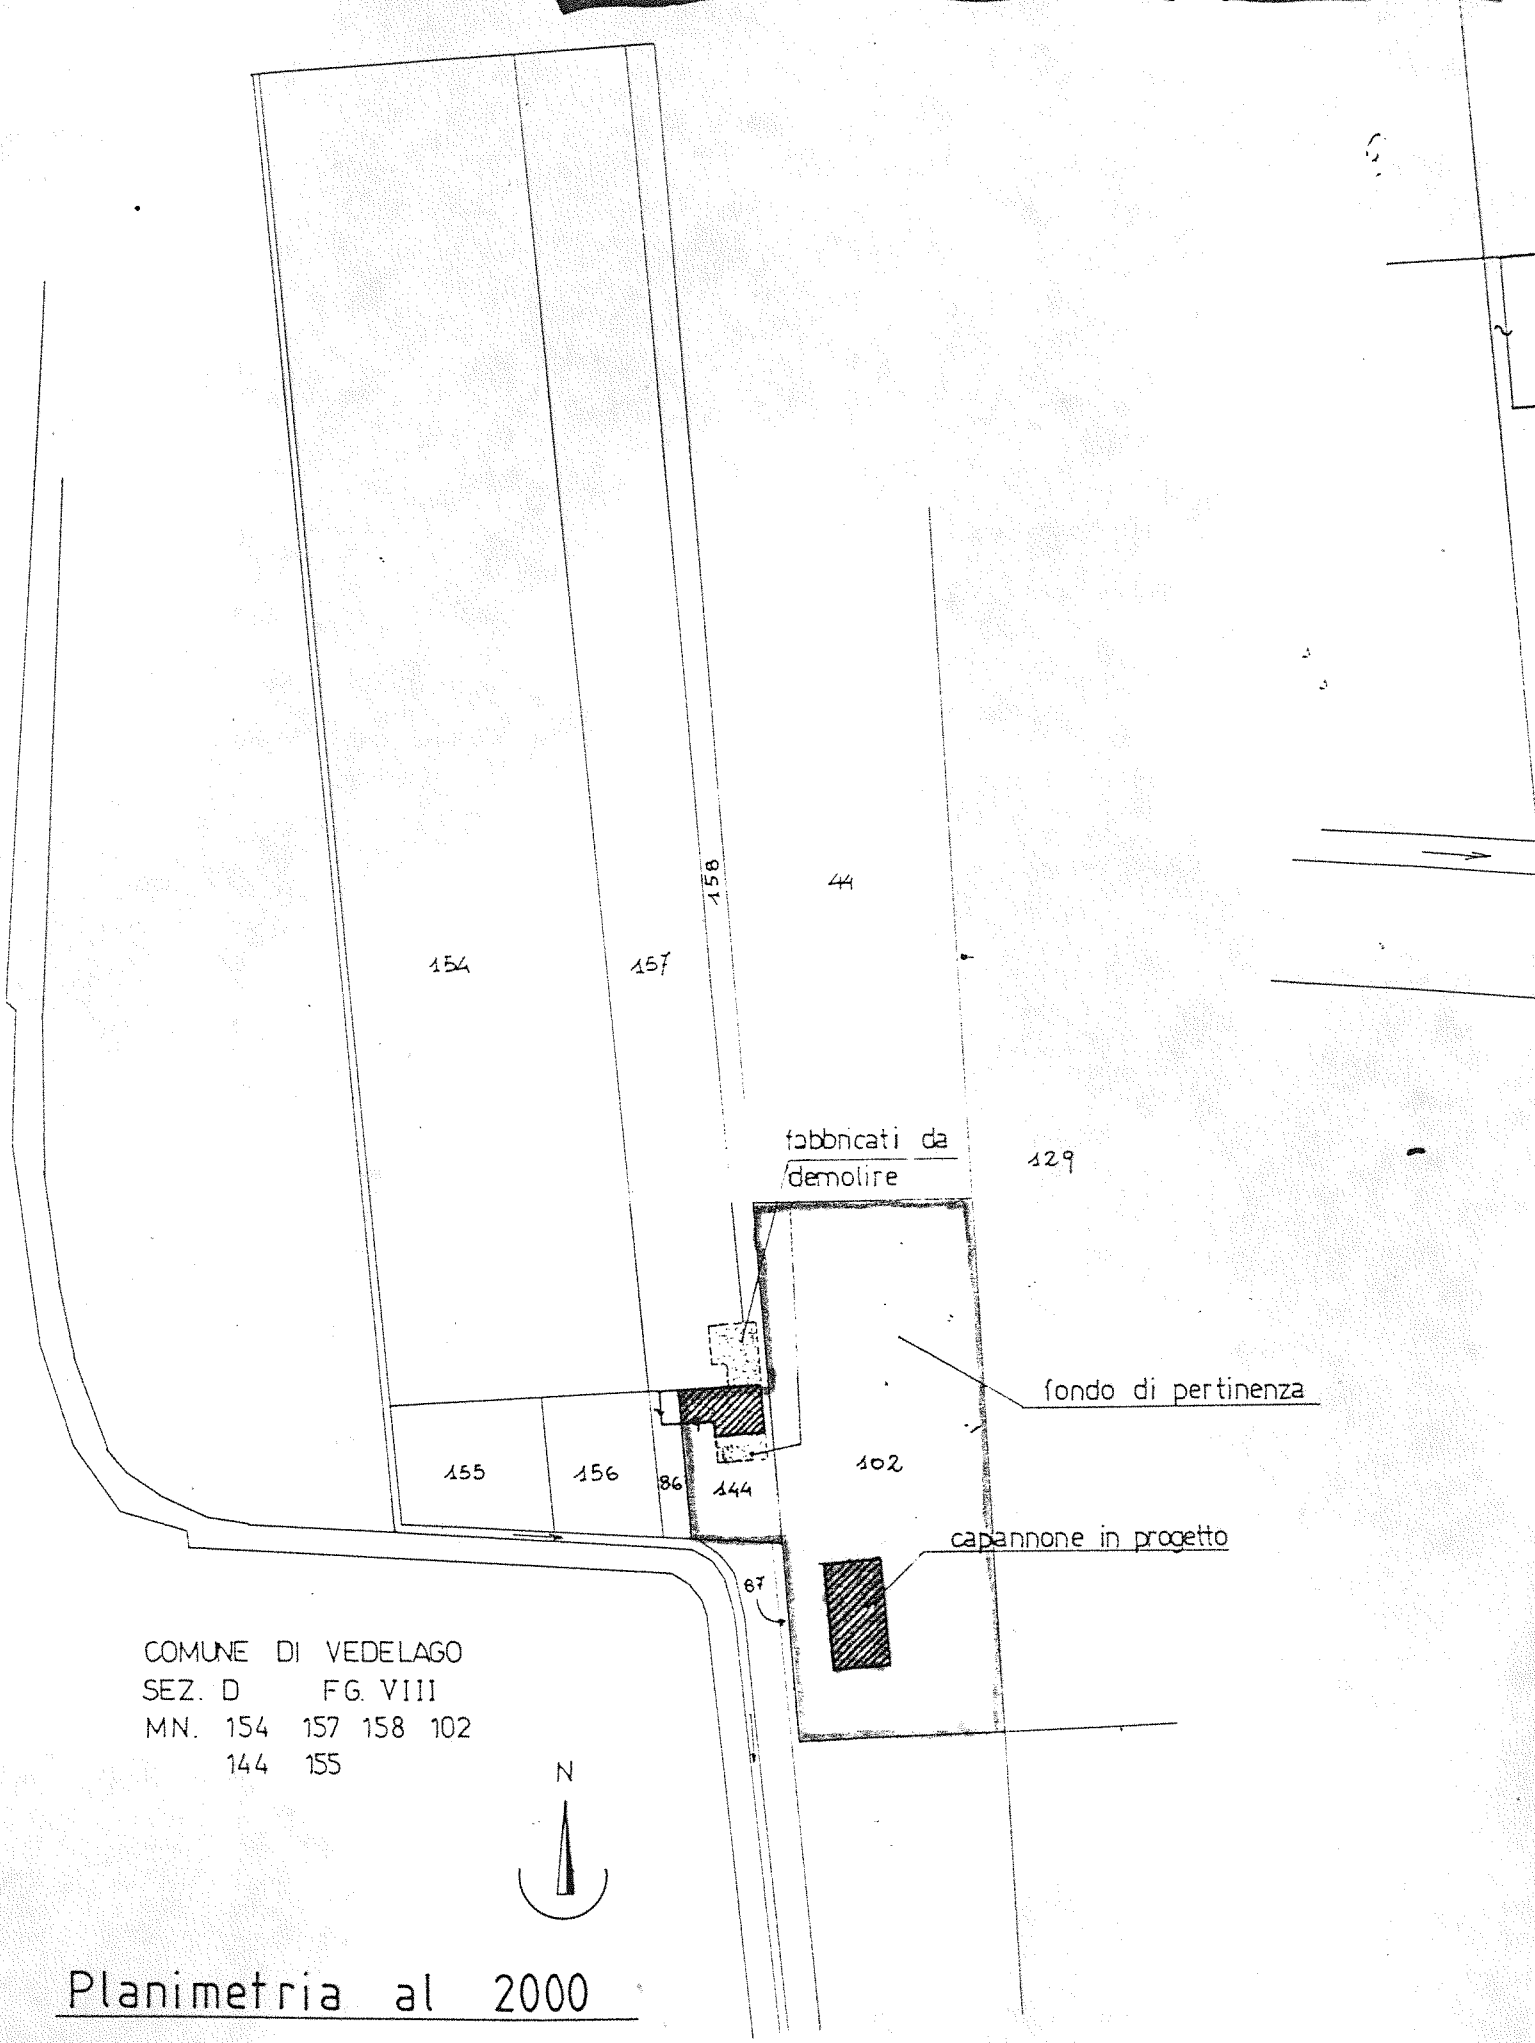 158
44
154
157
fabbricati da
demolire
129
fondo di pertinenza
102
155
156
86
144
capannone in progetto
87
COMUNE DI VEDELAGO
SEZ. D FG. VIII
MN. 154 157 158 102
144 155
N
Planimetria al 2000